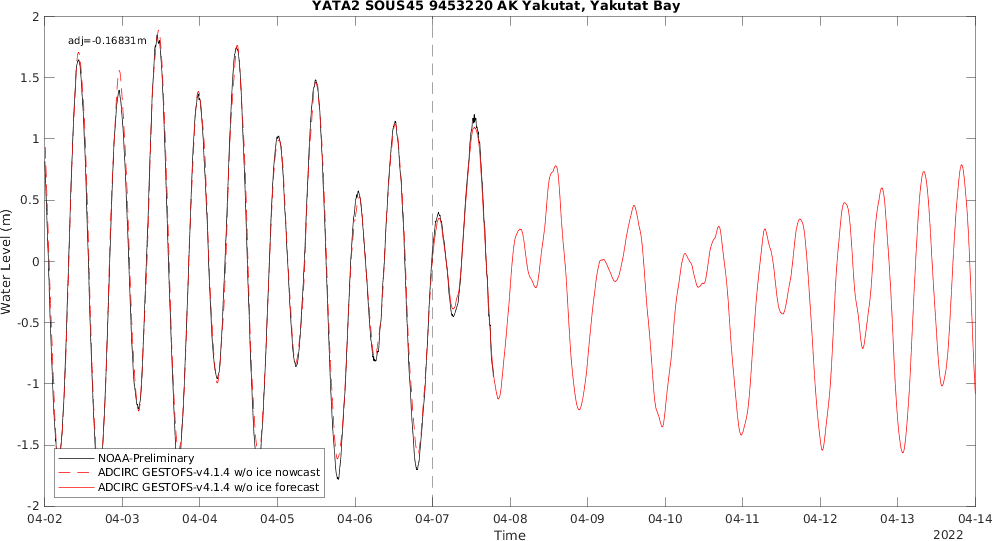 YATA2 SOUS45 9453220 AK Yakutat, Yakutat Bay
adj=-0.16831m
Water Level (m)
2
1.5
1
0.5
0
-0.5
-1
-1.5
-2
NOAA-Preliminary
ADCIRC GESTOFS-v4.1.4 w/o ice nowcast
ADCIRC GESTOFS-v4.1.4 w/o ice forecast
04-02 04-03 04-04 04-05 04-06 04-07 04-08 04-09 04-10 04-11 04-12 04-13 04-14
Time
2022